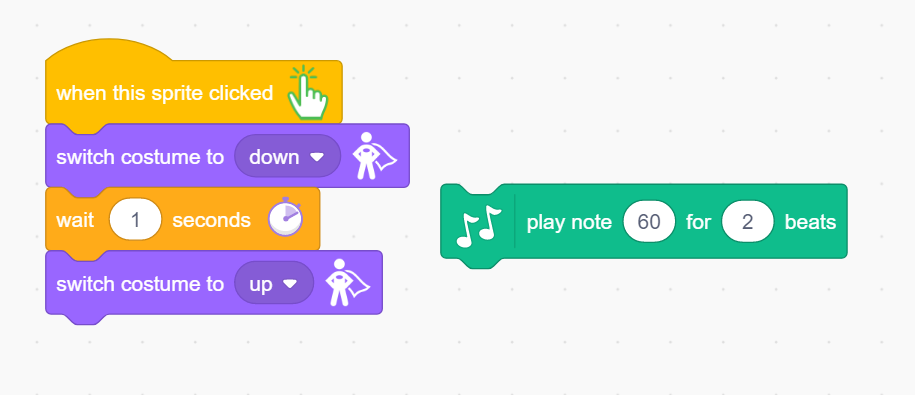 when this sprite clicked
switch costume to down
wait 1 seconds
switch costume to up
play note 60 for 2 beats